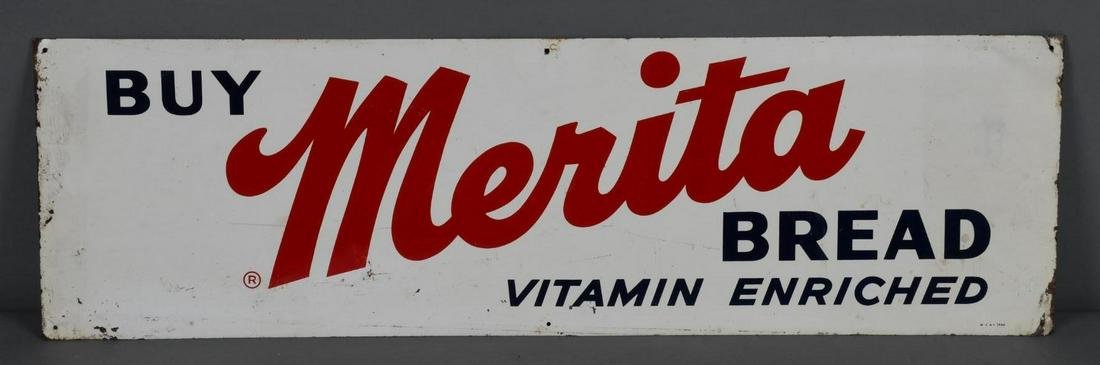 BUY
Merita
®
BREAD
VITAMIN ENRICHED